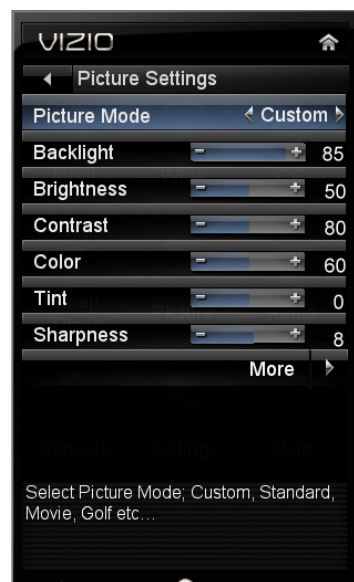 VIZIO
Picture Settings
Picture Mode Custom
Backlight - + 85
Brightness - + 50
Contrast - + 80
Color - + 60
Tint - + 0
Sharpness - + 8
More
Network Settings Help
Select Picture Mode; Custom, Standard,
Movie, Golf etc...